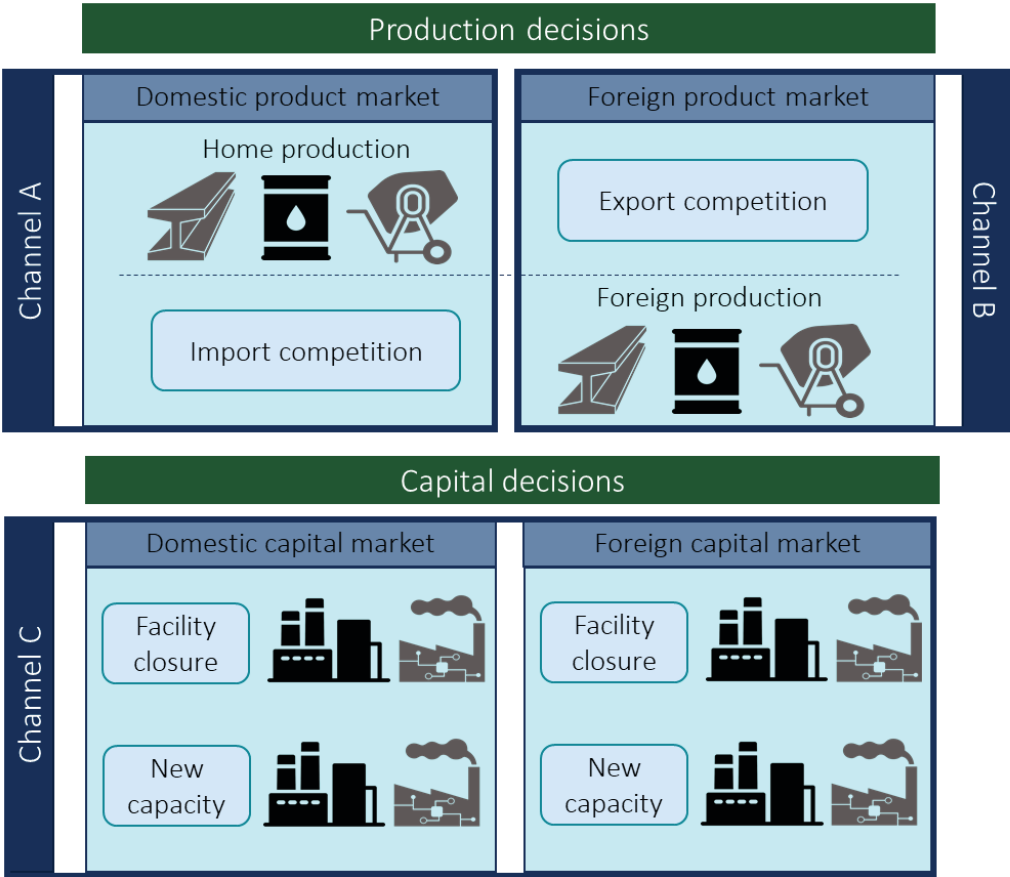 Production decisions
Channel A
Domestic product market
Home production
Import competition
Foreign product market
Export competition
Foreign production
Channel B
Capital decisions
Channel C
Domestic capital market
Facility
closure
New
capacity
Foreign capital market
Facility
closure
New
capacity